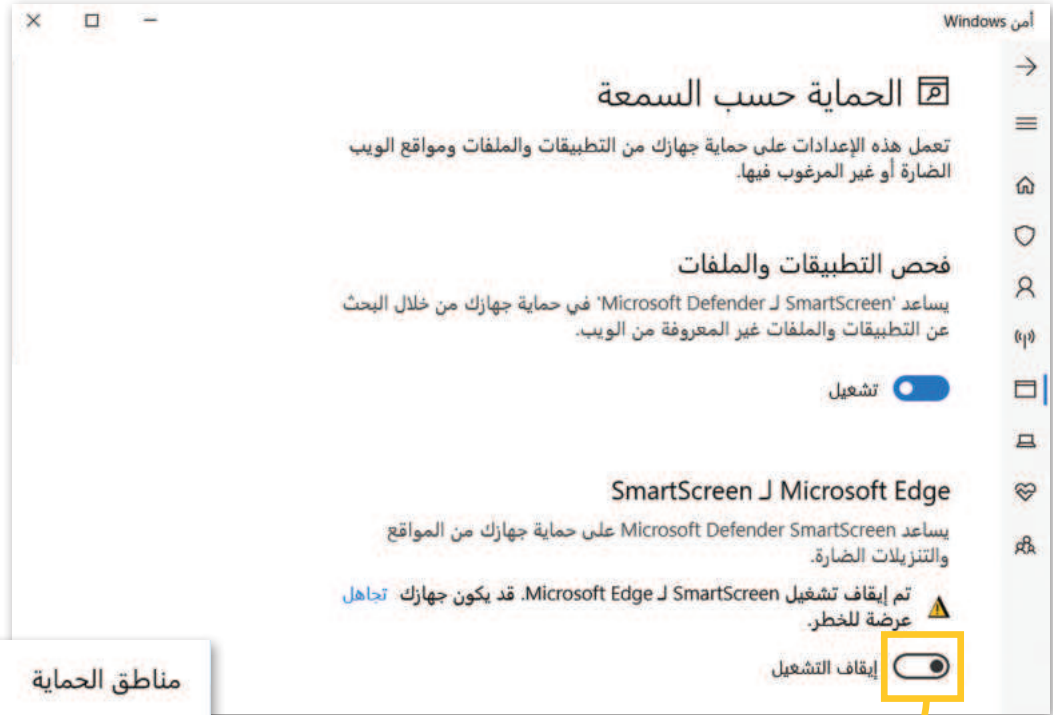 أمن Windows
الحماية حسب السمعة
تعمل هذه الإعدادات على حماية جهازك من التطبيقات والملفات ومواقع الويب
الضارة أو غير المرغوب فيها.
فحص التطبيقات والملفات
يساعد 'SmartScreen لـ Microsoft Defender' في حماية جهازك من خلال البحث
عن التطبيقات والملفات غير المعروفة من الويب.
تشغيل
SmartScreen لـ Microsoft Edge
يساعد Microsoft Defender SmartScreen على حماية جهازك من المواقع
والتنزيلات الضارة.
تم إيقاف تشغيل SmartScreen لـ Microsoft Edge. قد يكون جهازك تجاهل
عرضة للخطر.
إيقاف التشغيل
مناطق الحماية